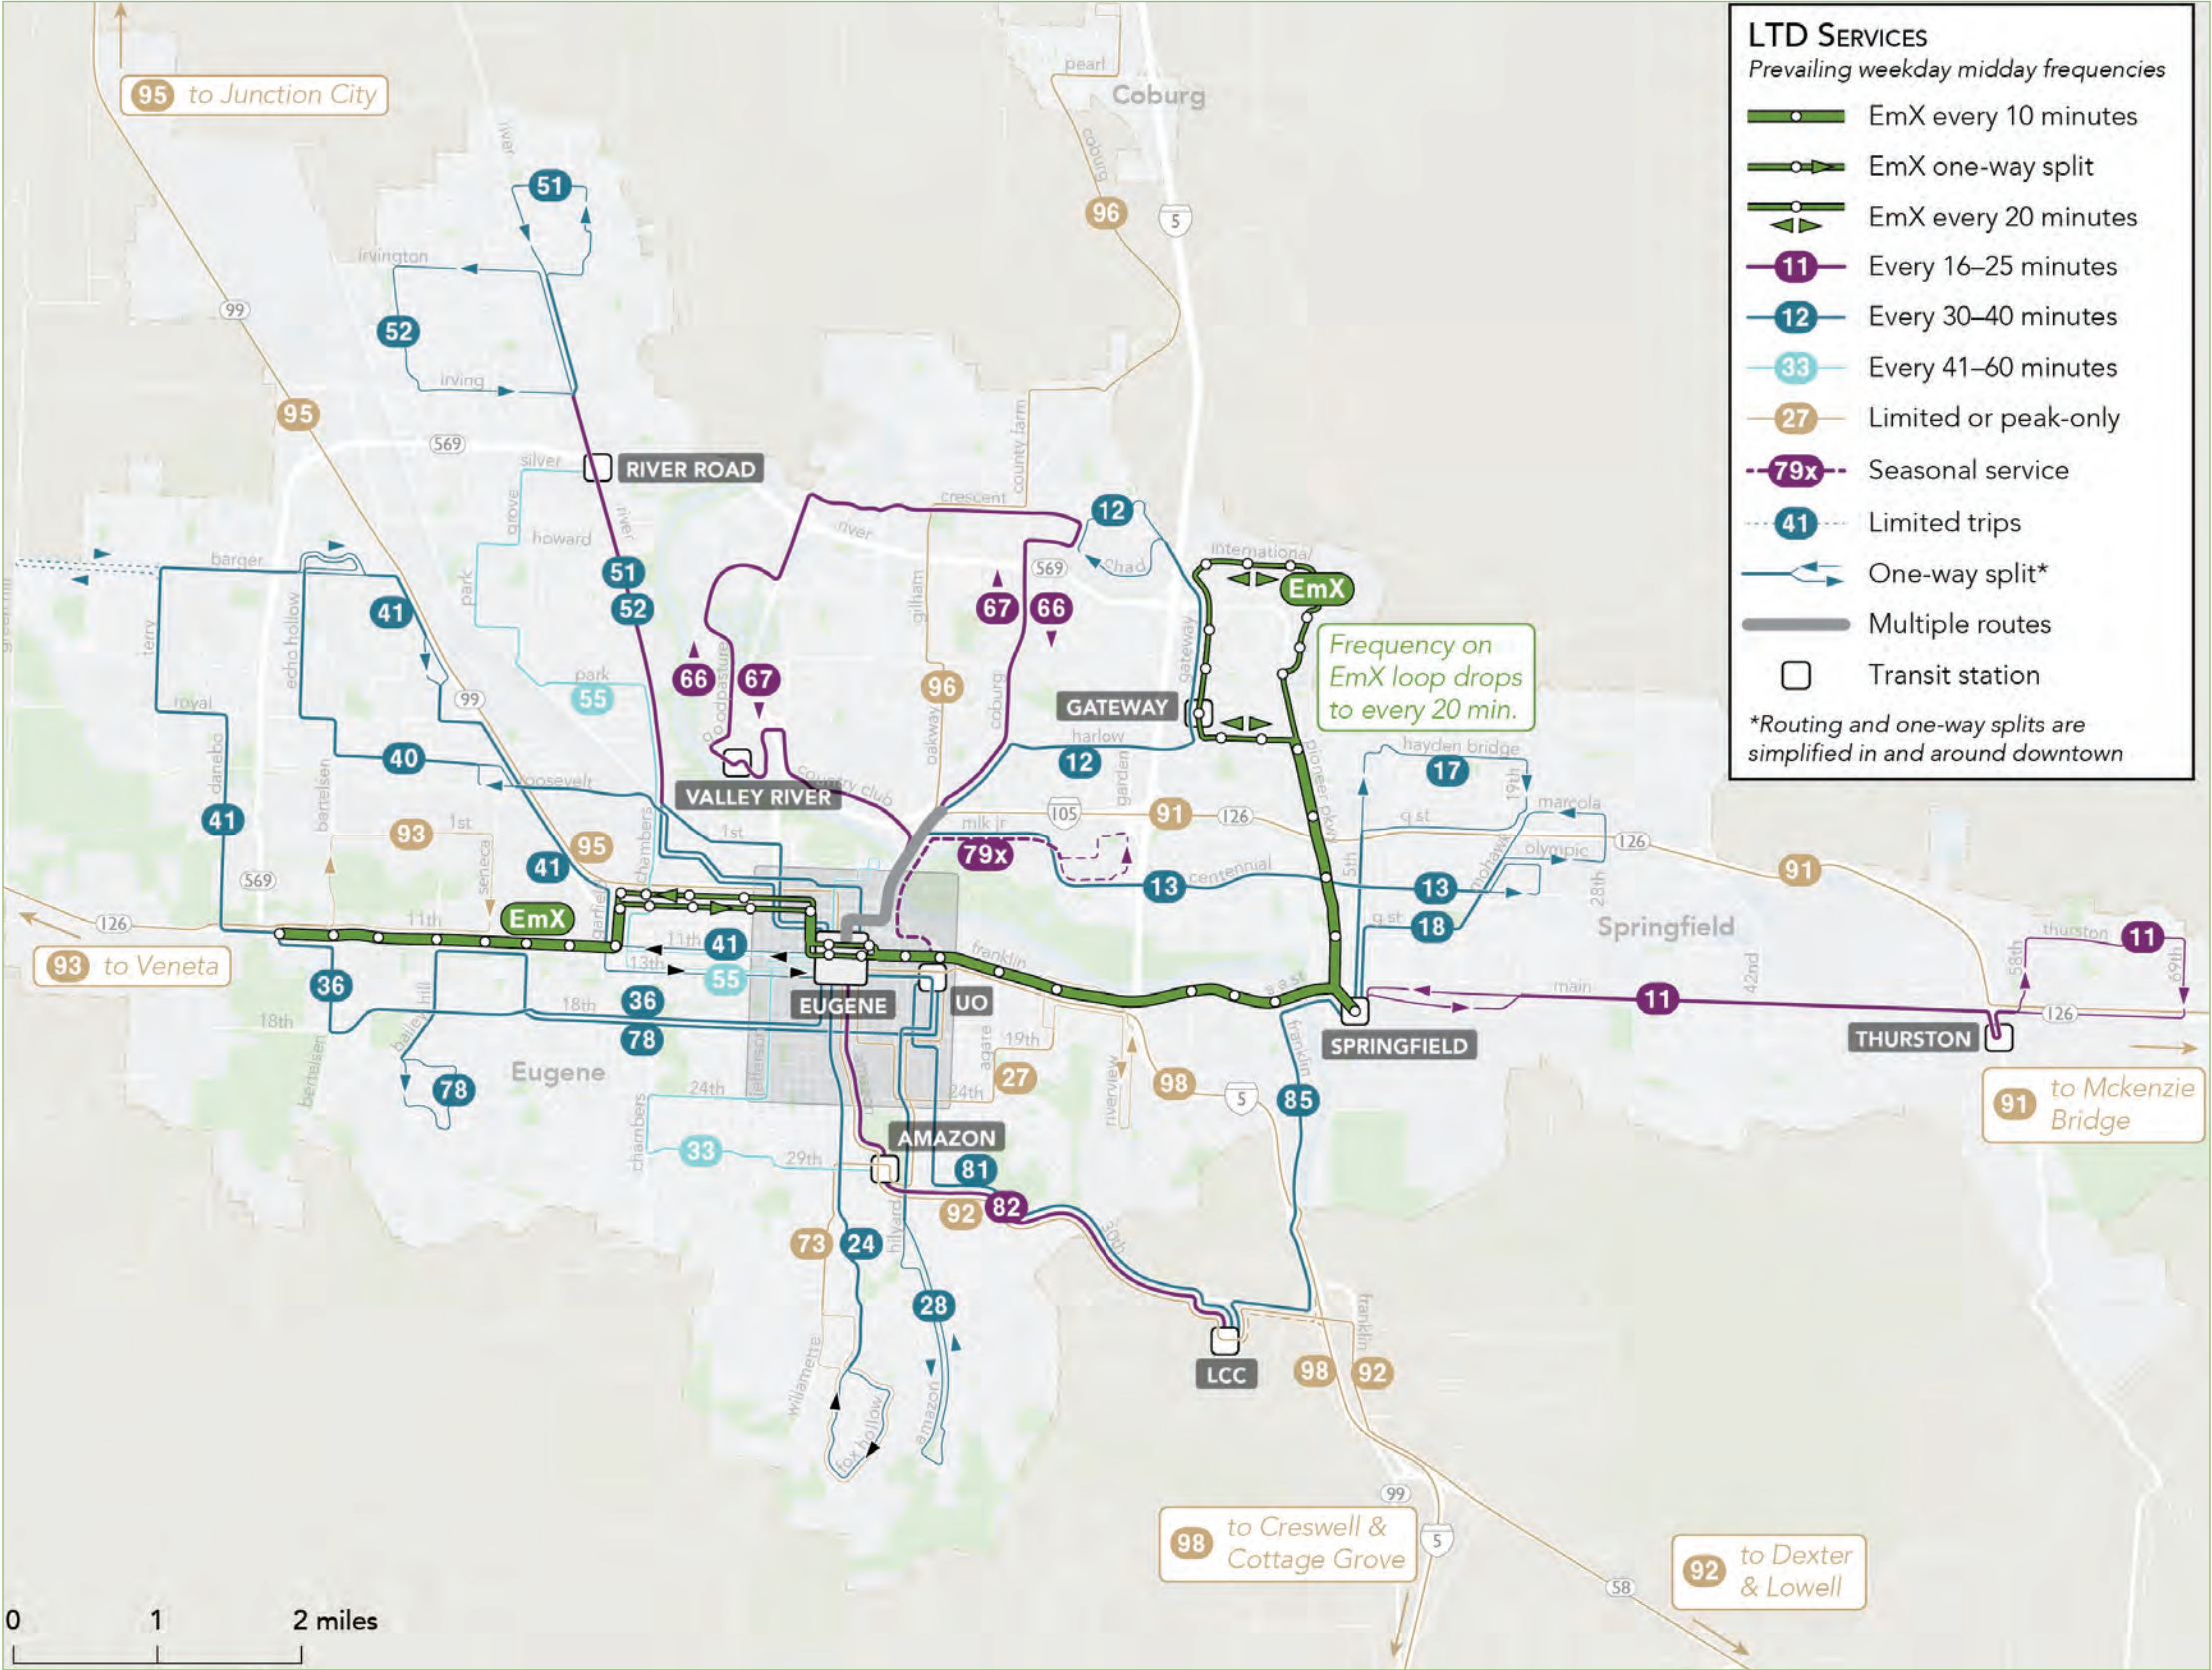 LTD SERVICES
Prevailing weekday midday frequencies
EmX every 10 minutes
EmX one-way split
EmX every 20 minutes
11 Every 16–25 minutes
12 Every 30–40 minutes
33 Every 41–60 minutes
27 Limited or peak-only
79x Seasonal service
41 Limited trips
One-way split*
Multiple routes
Transit station
*Routing and one-way splits are
simplified in and around downtown
95 to Junction City
pearl
Coburg
coburg
river
51
96
5
irvington
99
52
irving
95
569
silver
RIVER ROAD
county farm
grove
river
crescent
12
river
howard
international
barger
Chad
569
EmX
51
park
gilham
41
52
67
66
green hill
terry
echo hollow
Frequency on
EmX loop drops
to every 20 min.
gateway
goodpasture
66
67
park
55
96
99
coburg
royal
GATEWAY
oakway
harlow
hayden bridge
danebo
40
12
17
pioneer pkwy
VALLEY RIVER
country club
roosevelt
garden
19th
bartelsen
chambers
marcola
41
105
91
126
q st
1st
1st
mlk jr
93
126
95
79x
olympic
mohawk
5th
seneca
41
centennial
91
13
13
569
28th
garfield
126
11th
EmX
q st
18
Springfield
thurston
11
11th
41
franklin
58th
69th
93 to Veneta
13th
55
42nd
36
EUGENE
UO
s a st
main
11
18th
36
126
18th
bailey hill
78
agate
19th
franklin
SPRINGFIELD
THURSTON
bertelsen
Eugene
jefferson
amazon
riverview
78
24th
24th
27
98
5
85
91 to Mckenzie
Bridge
chambers
AMAZON
33
29th
81
92
82
hilyard
30th
73
24
28
franklin
willamette
LCC
98
92
amazon
fox hollow
99
98 to Creswell &
Cottage Grove
5
92 to Dexter
& Lowell
58
0 1 2 miles